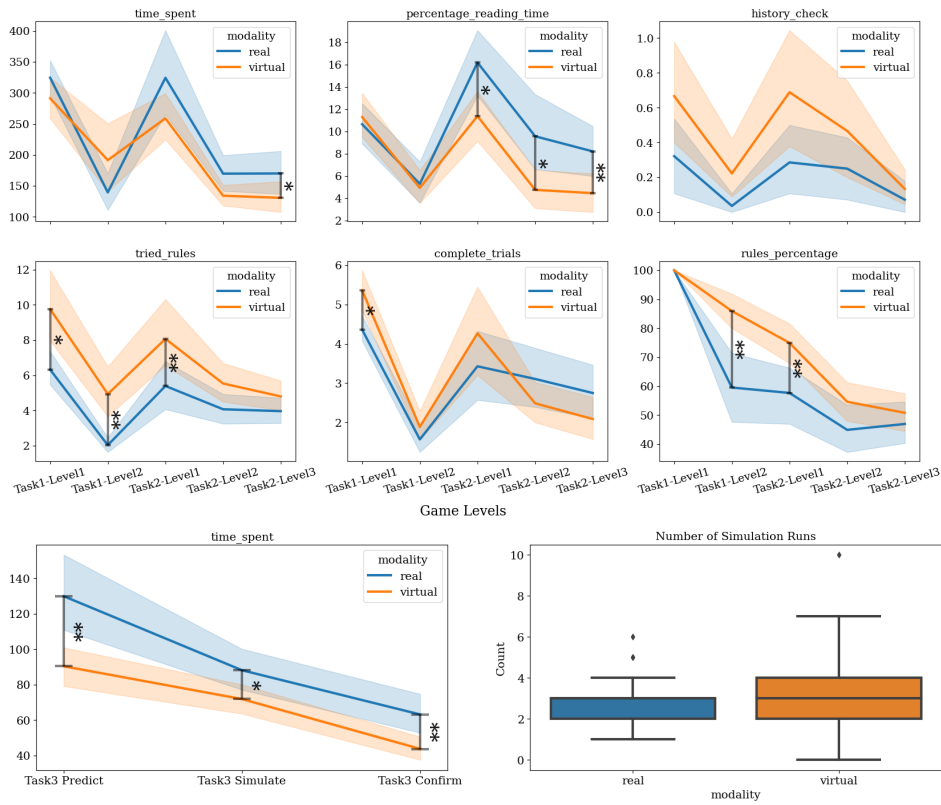 time_spent
percentage_reading_time
history_check
400
350
300
250
200
150
100
modality
real
virtual
18
16
14
12
10
8
6
4
2
modality
real
virtual
*
*
**
1.0
0.8
0.6
0.4
0.2
0.0
modality
real
virtual
*
tried_rules
complete_trials
rules_percentage
12
10
8
6
4
2
modality
real
virtual
*
**
**
6
5
4
3
2
modality
real
virtual
*
100
90
80
70
60
50
40
modality
real
virtual
**
**
Task1-Level1
Task1-Level2
Task2-Level1
Task2-Level2
Task2-Level3
Task1-Level1
Task1-Level2
Task2-Level1
Task2-Level2
Task2-Level3
Task1-Level1
Task1-Level2
Task2-Level1
Task2-Level2
Task2-Level3
Game Levels
time_spent
140
120
100
80
60
40
modality
real
virtual
**
*
**
Task3 Predict
Task3 Simulate
Task3 Confirm
Number of Simulation Runs
Count
10
8
6
4
2
0
real
virtual
modality